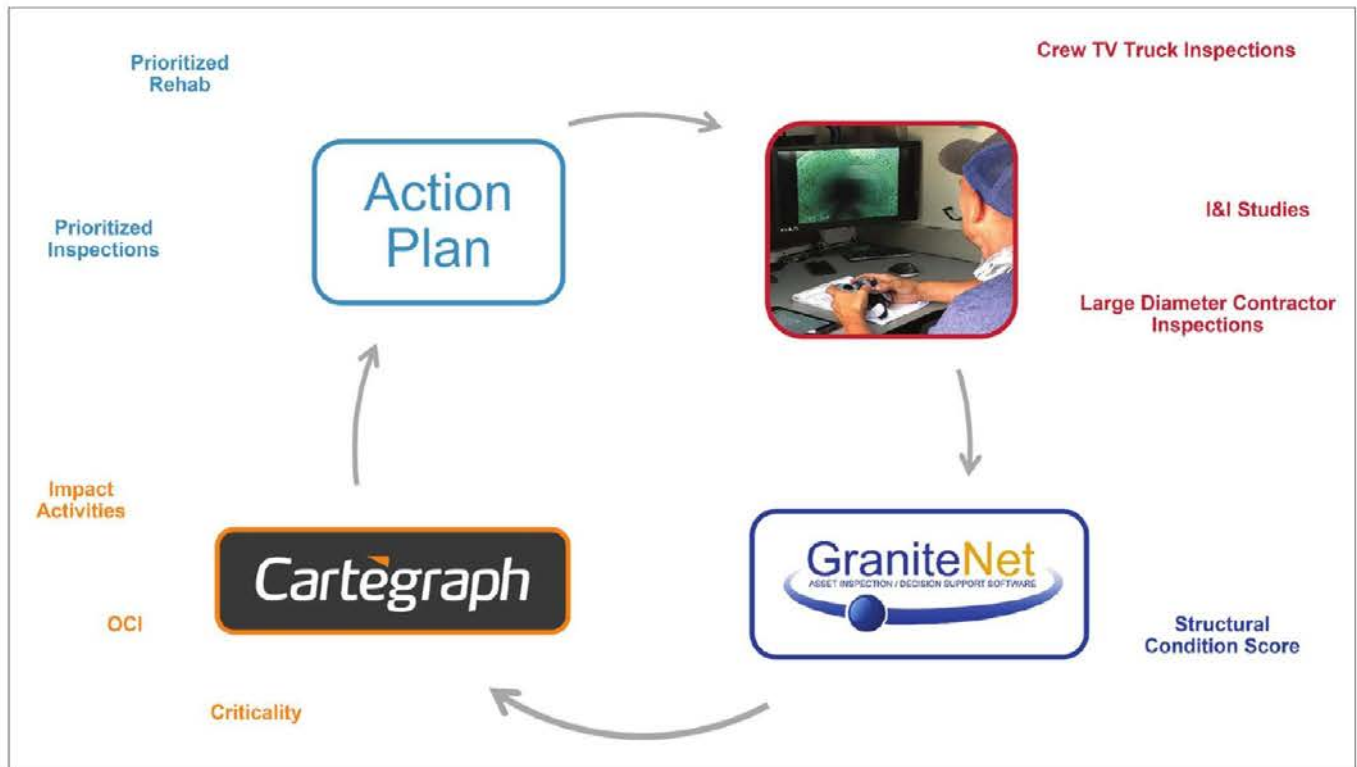 Prioritized
Rehab
Crew TV Truck Inspections
Action
Plan
Prioritized
Inspections
I&I Studies
Large Diameter Contractor
Inspections
Impact
Activities
Cartegraph
GraniteNet
ASSET INSPECTION / DECISION SUPPORT SOFTWARE
OCI
Structural
Condition Score
Criticality